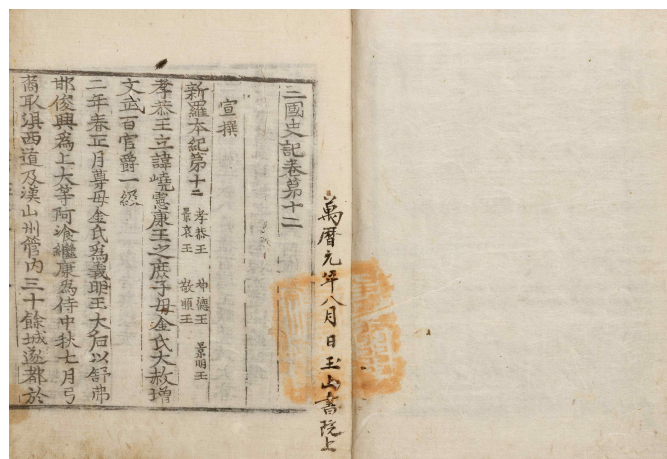 萬曆元年八月日玉山書院上
三國史記卷第十二
宣撰
新羅本紀第十二 孝恭王 神德王 景明王
景哀王 敬順王
孝恭王立諱嶢憲康王之庶子母金氏大赦增
文武百官爵一級
二年春正月尊母金氏爲義明王大后以舒弗
邯俊興爲上大等阿飡繼康爲侍中秋七月弓
裔取浿西道及漢山州管內三十餘城遂都於